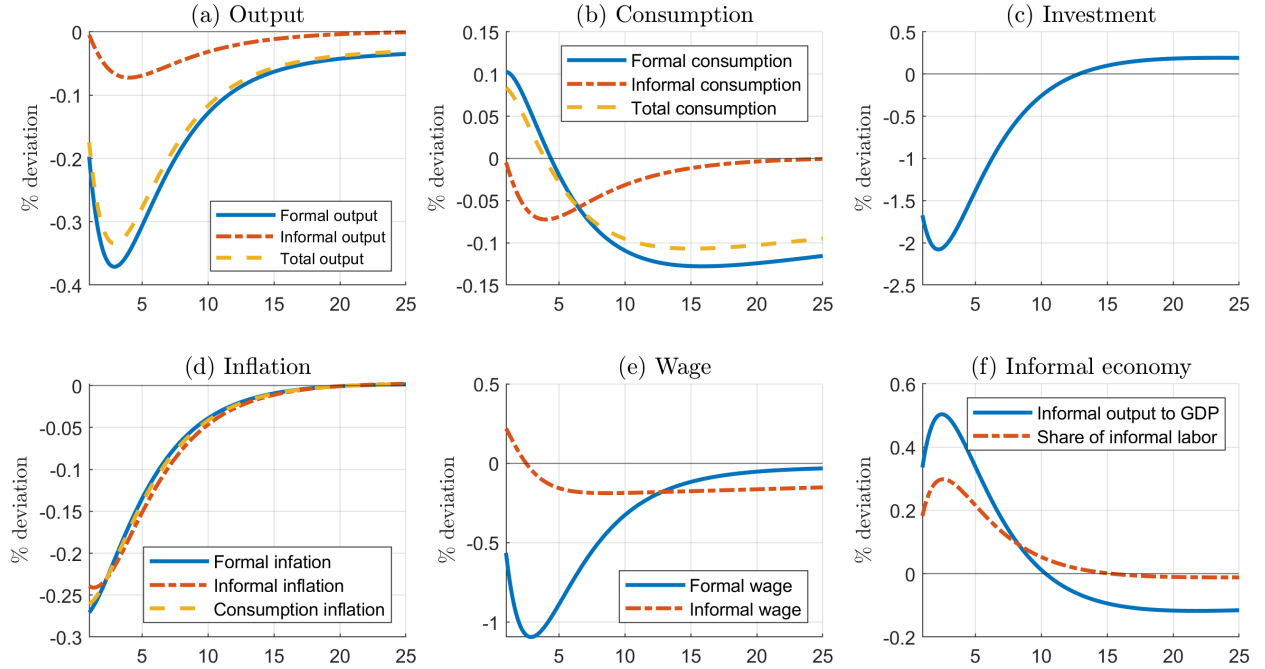 (a) Output
% deviation
0
-0.1
-0.2
-0.3
-0.4
5 10 15 20 25
Formal output
Informal output
Total output
(b) Consumption
% deviation
0.15
0.1
0.05
0
-0.05
-0.1
-0.15
5 10 15 20 25
Formal consumption
Informal consumption
Total consumption
(c) Investment
% deviation
0.5
0
-0.5
-1
-1.5
-2
-2.5
5 10 15 20 25
(d) Inflation
% deviation
0
-0.05
-0.1
-0.15
-0.2
-0.25
-0.3
5 10 15 20 25
Formal infation
Informal inflation
Consumption inflation
(e) Wage
% deviation
0.5
0
-0.5
-1
5 10 15 20 25
Formal wage
Informal wage
(f) Informal economy
% deviation
0.6
0.4
0.2
0
-0.2
5 10 15 20 25
Informal output to GDP
Share of informal labor